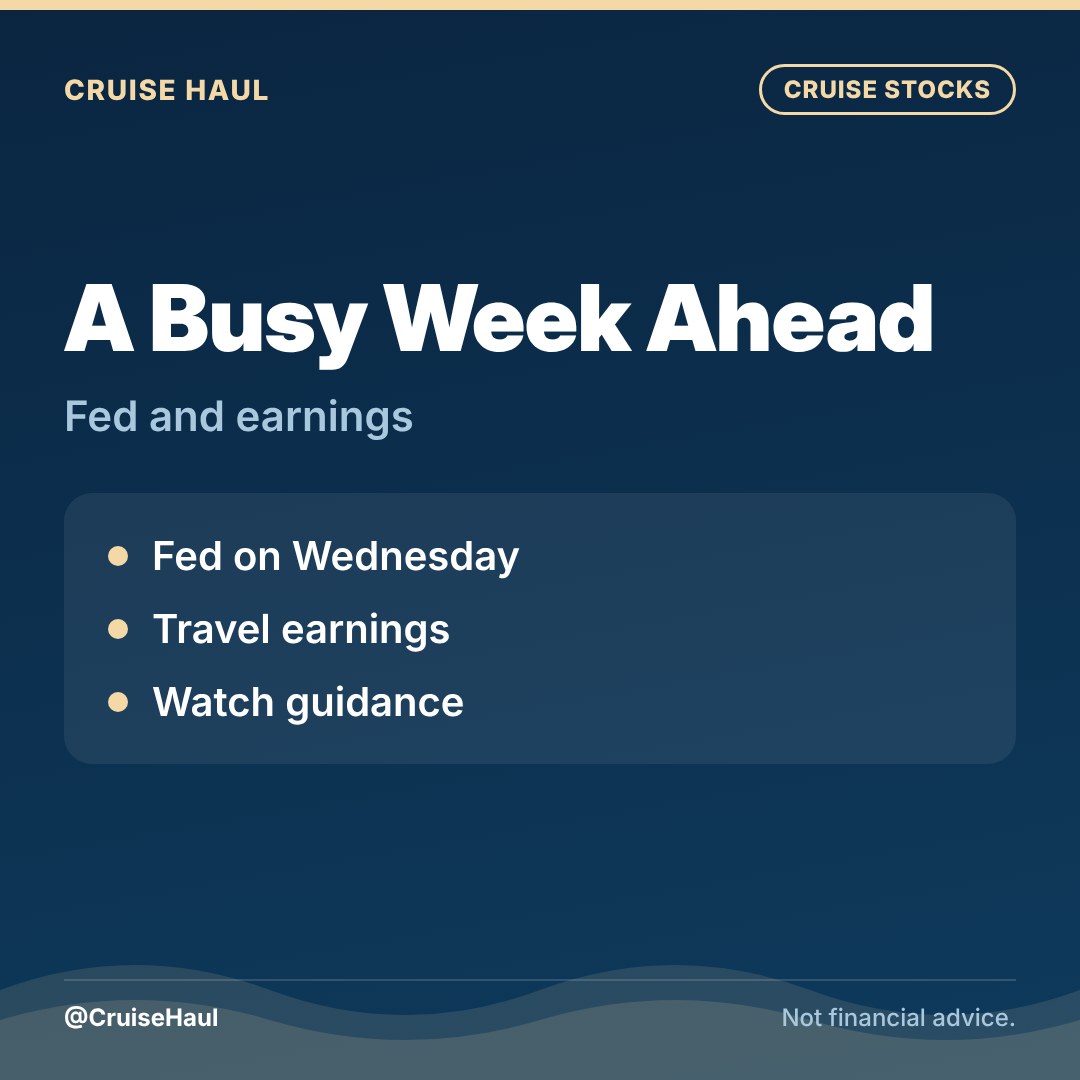 CRUISE HAUL
CRUISE STOCKS
A Busy Week Ahead
Fed and earnings
Fed on Wednesday
Travel earnings
Watch guidance
@CruiseHaul
Not financial advice.